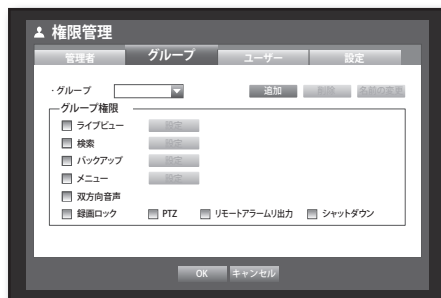 権限管理
管理者 グループ ユーザー 設定
・グループ 追加 削除 名前の変更
グループ権限
ライブビュー 設定
検索 設定
バックアップ 設定
メニュー 設定
双方向音声
録画ロック PTZ リモートアラームリ出力 シャットダウン
OK キャンセル